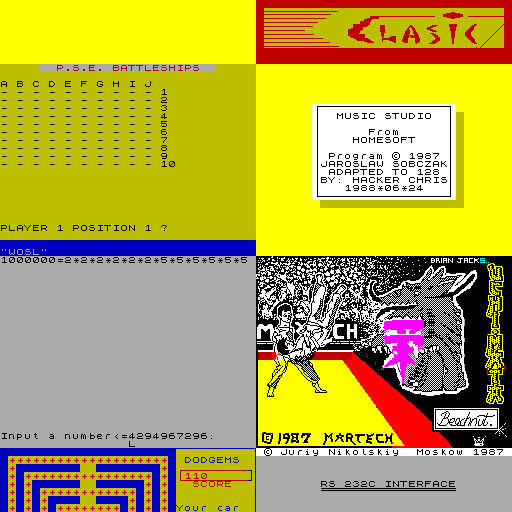 CLASIC
P.S.E. BATTLESHIPS
A B C D E F G H I J
- - - - - - - - - - 1
- - - - - - - - - - 2
- - - - - - - - - - 3
- - - - - - - - - - 4
- - - - - - - - - - 5
- - - - - - - - - - 6
- - - - - - - - - - 7
- - - - - - - - - - 8
- - - - - - - - - - 9
- - - - - - - - - - 10
PLAYER 1 POSITION 1 ?
"WOSL"
MUSIC STUDIO
From
HOMESOFT
Program © 1987
JAROSLAW SOBCZAK
ADAPTED TO 128
BY: HACKER CHRIS
1988*06*24
1000000=2*2*2*2*2*2*5*5*5*5*5*5
Input a number<=4294967296:
L
BRIAN JACKS
UCHI-MATA
MARTECH
Beechnut.
©1987 MARTECH
© Juriy Nikolskiy Moskow 1987
DODGEMS
110
SCORE
Your car
RS 232C INTERFACE